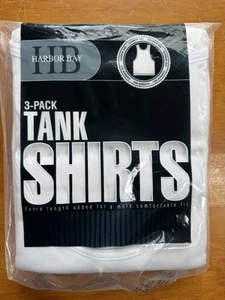 HARBOR BAY
HB
3-PACK
TANK
SHIRTS
Extra length added for a more comfortable fit